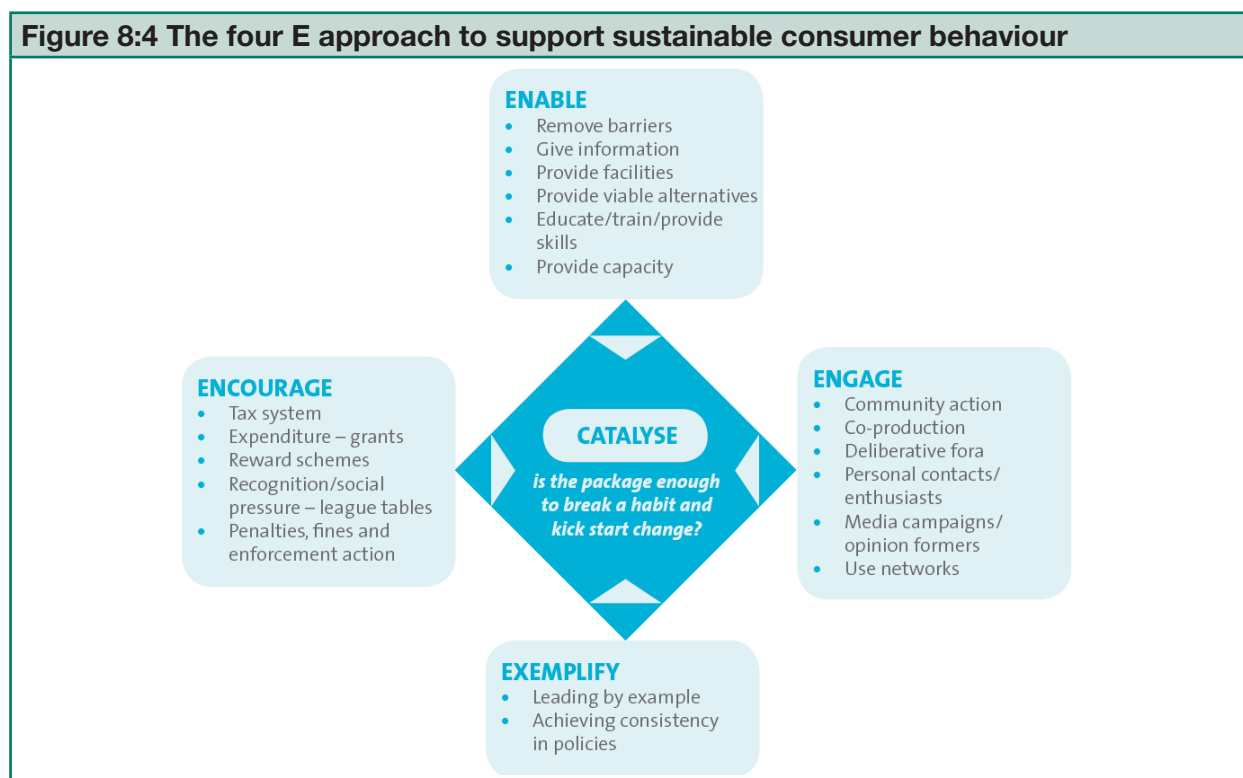 Figure 8:4 The four E approach to support sustainable consumer behaviour
ENABLE
• Remove barriers
• Give information
• Provide facilities
• Provide viable alternatives
• Educate/train/provide
skills
• Provide capacity
ENCOURAGE
• Tax system
• Expenditure – grants
• Reward schemes
• Recognition/social
pressure – league tables
• Penalties, fines and
enforcement action
CATALYSE
is the package enough
to break a habit and
kick start change?
ENGAGE
• Community action
• Co-production
• Deliberative fora
• Personal contacts/
enthusiasts
• Media campaigns/
opinion formers
• Use networks
EXEMPLIFY
• Leading by example
• Achieving consistency
in policies